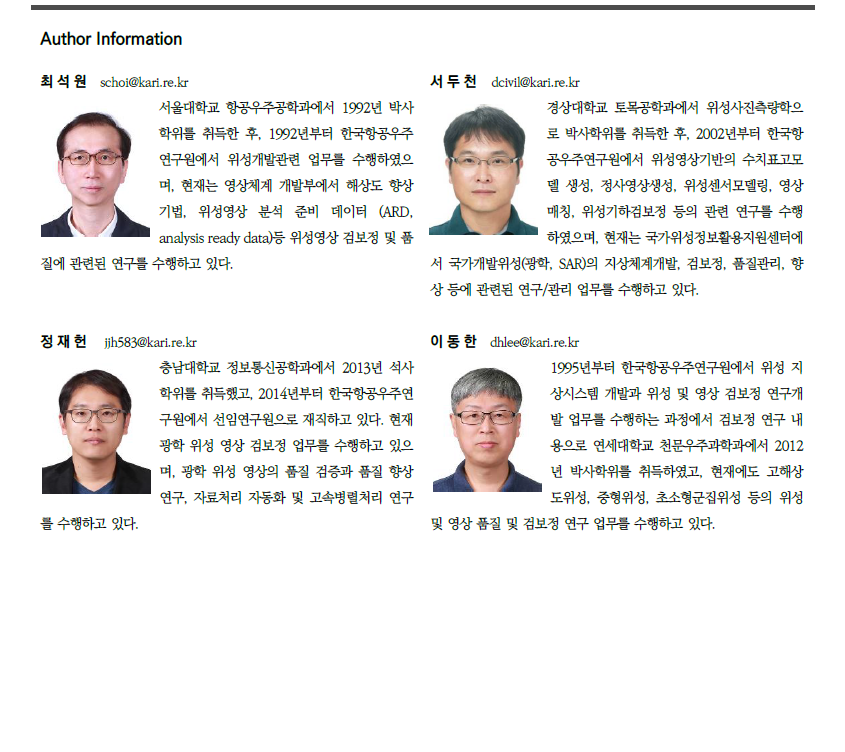 Author Information
최 석 원 schoi@kari.re.kr
서울대학교 항공우주공학과에서 1992년 박사
학위를 취득한 후, 1992년부터 한국항공우주
연구원에서 위성개발관련 업무를 수행하였으
며, 현재는 영상체계 개발부에서 해상도 향상
기법, 위성영상 분석 준비 데이터 (ARD,
analysis ready data)등 위성영상 검보정 및 품
질에 관련된 연구를 수행하고 있다.
서 두 천 dcivil@kari.re.kr
경상대학교 토목공학과에서 위성사진측량학으
로 박사학위를 취득한 후, 2002년부터 한국항
공우주연구원에서 위성영상기반의 수치표고모
델 생성, 정사영상생성, 위성센서모델링, 영상
매칭, 위성기하검보정 등의 관련 연구를 수행
하였으며, 현재는 국가위성정보활용지원센터에
서 국가개발위성(광학, SAR)의 지상체계개발, 검보정, 품질관리, 향
상 등에 관련된 연구/관리 업무를 수행하고 있다.
정 재 헌 jjh583@kari.re.kr
충남대학교 정보통신공학과에서 2013년 석사
학위를 취득했고, 2014년부터 한국항공우주연
구원에서 선임연구원으로 재직하고 있다. 현재
광학 위성 영상 검보정 업무를 수행하고 있으
며, 광학 위성 영상의 품질 검증과 품질 향상
연구, 자료처리 자동화 및 고속병렬처리 연구
를 수행하고 있다.
이 동 한 dhlee@kari.re.kr
1995년부터 한국항공우주연구원에서 위성 지
상시스템 개발과 위성 및 영상 검보정 연구개
발 업무를 수행하는 과정에서 검보정 연구 내
용으로 연세대학교 천문우주과학과에서 2012
년 박사학위를 취득하였고, 현재에도 고해상
도위성, 중형위성, 초소형군집위성 등의 위성
및 영상 품질 및 검보정 연구 업무를 수행하고 있다.